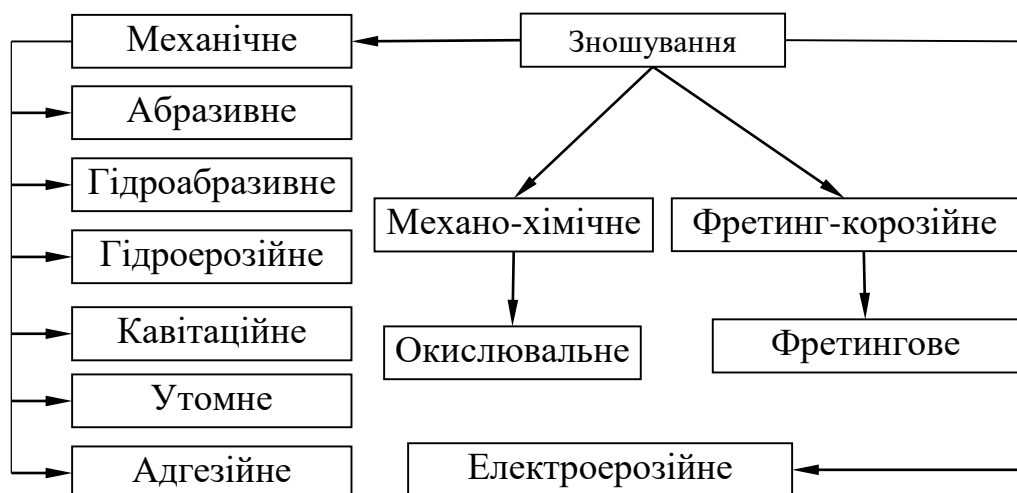 Механічне
Зношування
Абразивне
Гідроабразивне
Механо-хімічне
Фретинг-корозійне
Гідроерозійне
Кавітаційне
Окислювальне
Фретингове
Утомне
Адгезійне
Електроерозійне